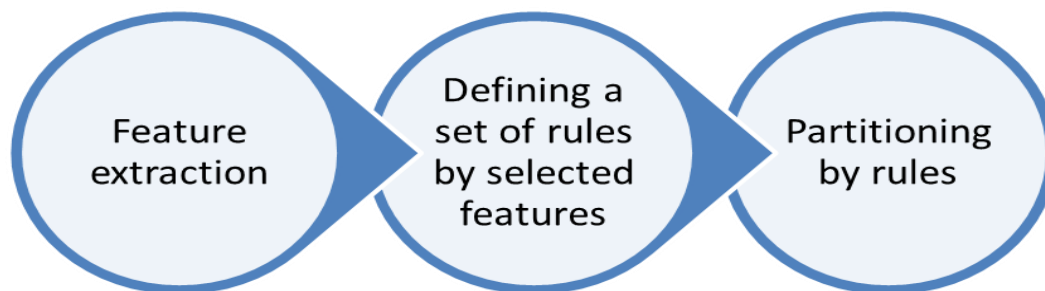 Feature
extraction
Defining a
set of rules
by selected
features
Partitioning
by rules